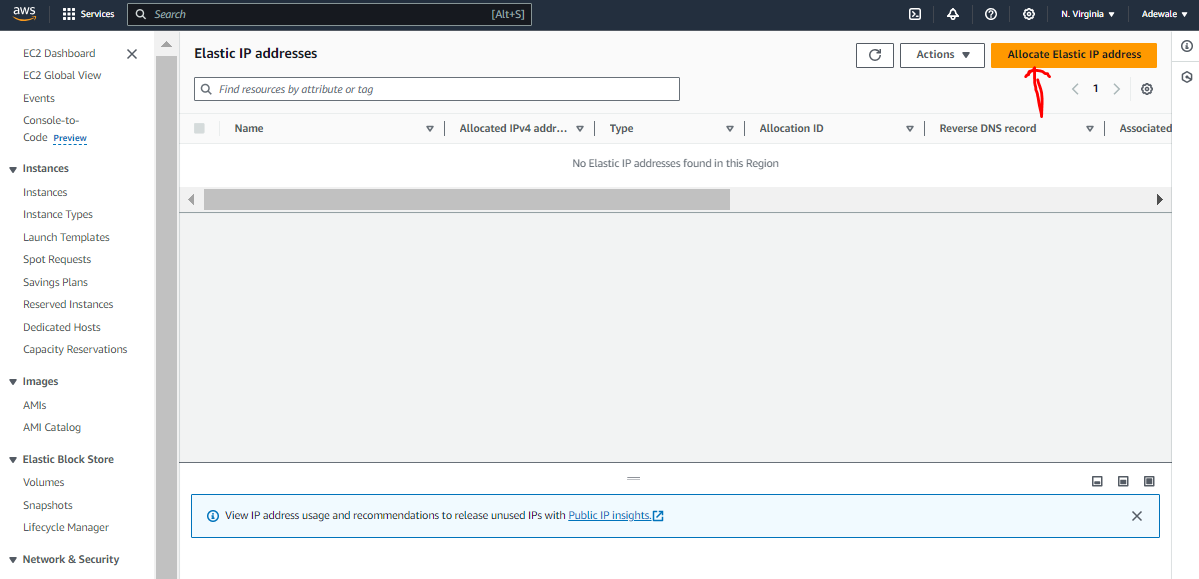 aws
Services
Search
[Alt+S]
N. Virginia
Adewale
EC2 Dashboard
EC2 Global View
Events
Console-to-
Code Preview
Instances
Instances
Instance Types
Launch Templates
Spot Requests
Savings Plans
Reserved Instances
Dedicated Hosts
Capacity Reservations
Images
AMIs
AMI Catalog
Elastic Block Store
Volumes
Snapshots
Lifecycle Manager
Network & Security
Elastic IP addresses
Actions
Allocate Elastic IP address
Find resources by attribute or tag
1
Name
Allocated IPv4 addr...
Type
Allocation ID
Reverse DNS record
Associated
No Elastic IP addresses found in this Region
View IP address usage and recommendations to release unused IPs with Public IP insights.